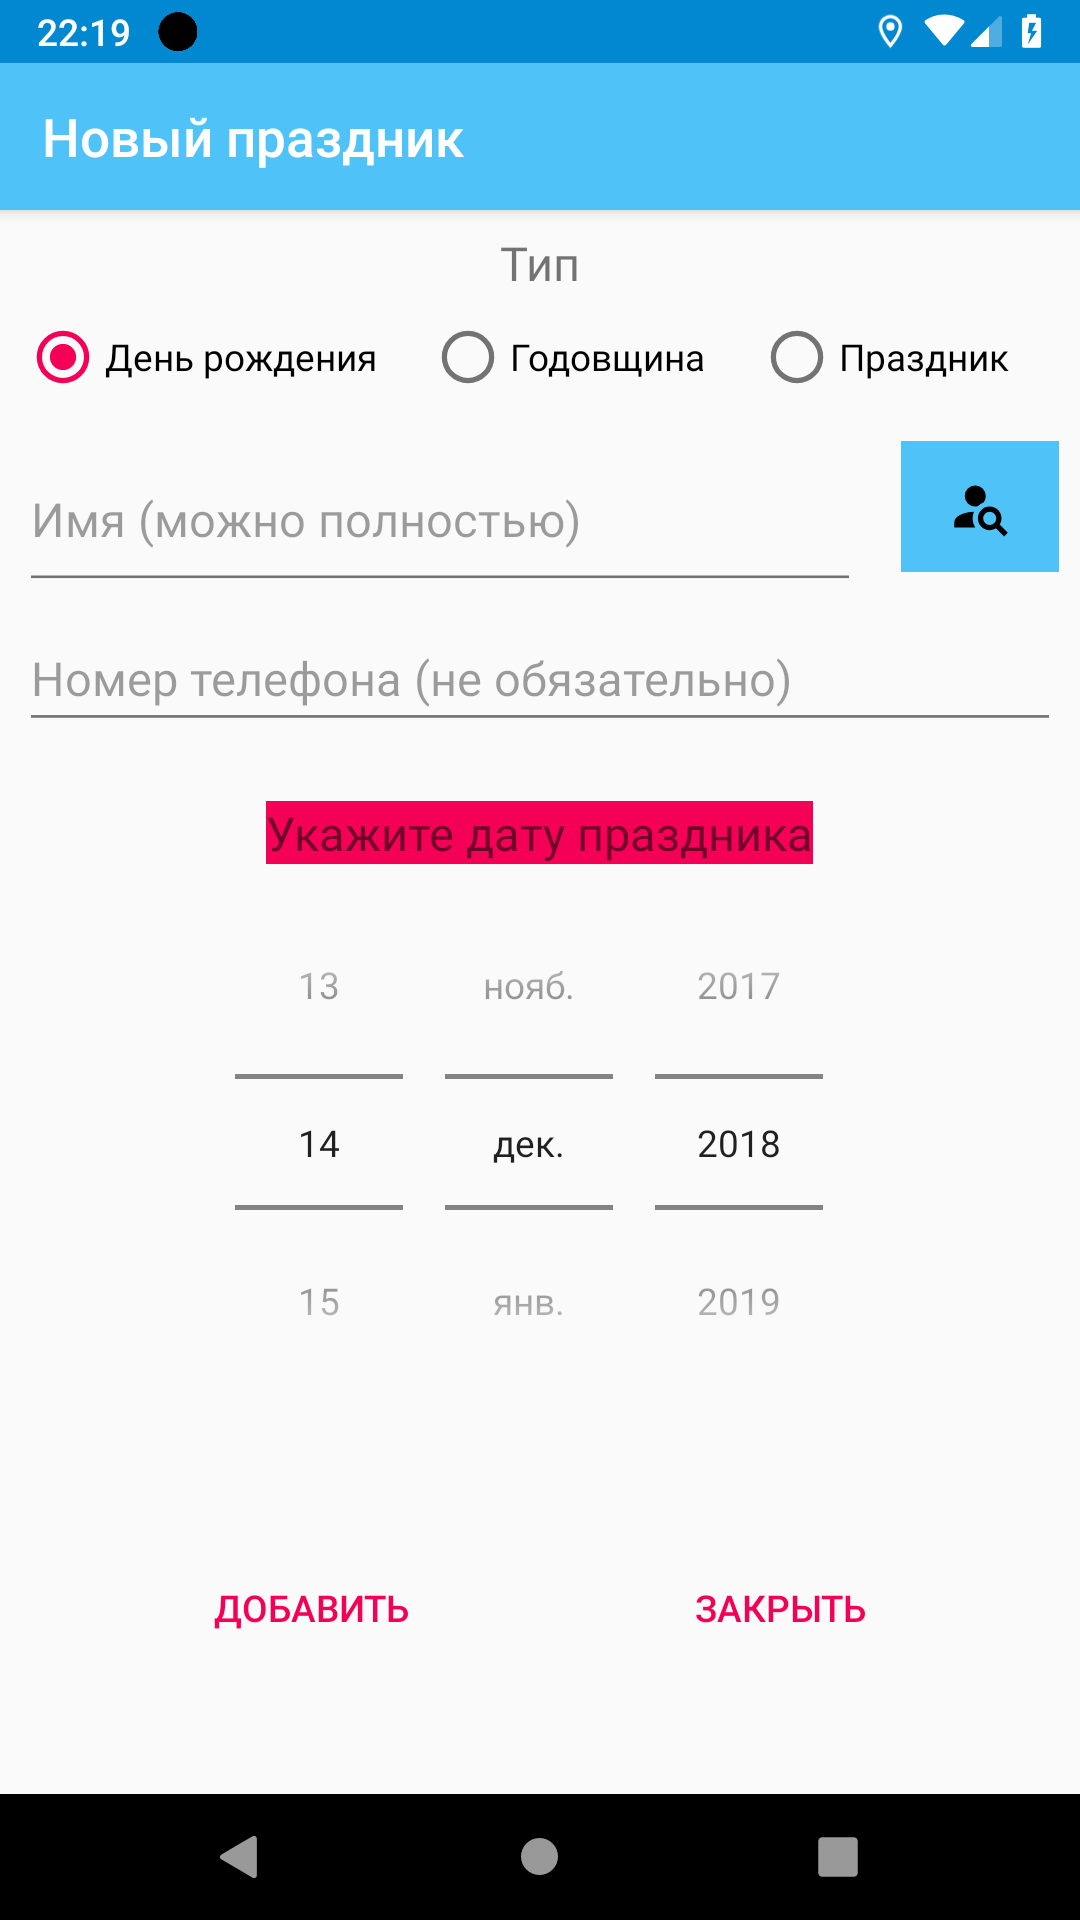 22:19
Новый праздник
Тип
День рождения Годовщина Праздник
Имя (можно полностью)
Номер телефона (не обязательно)
Укажите дату праздника
13 нояб. 2017
14 дек. 2018
15 янв. 2019
ДОБАВИТЬ ЗАКРЫТЬ